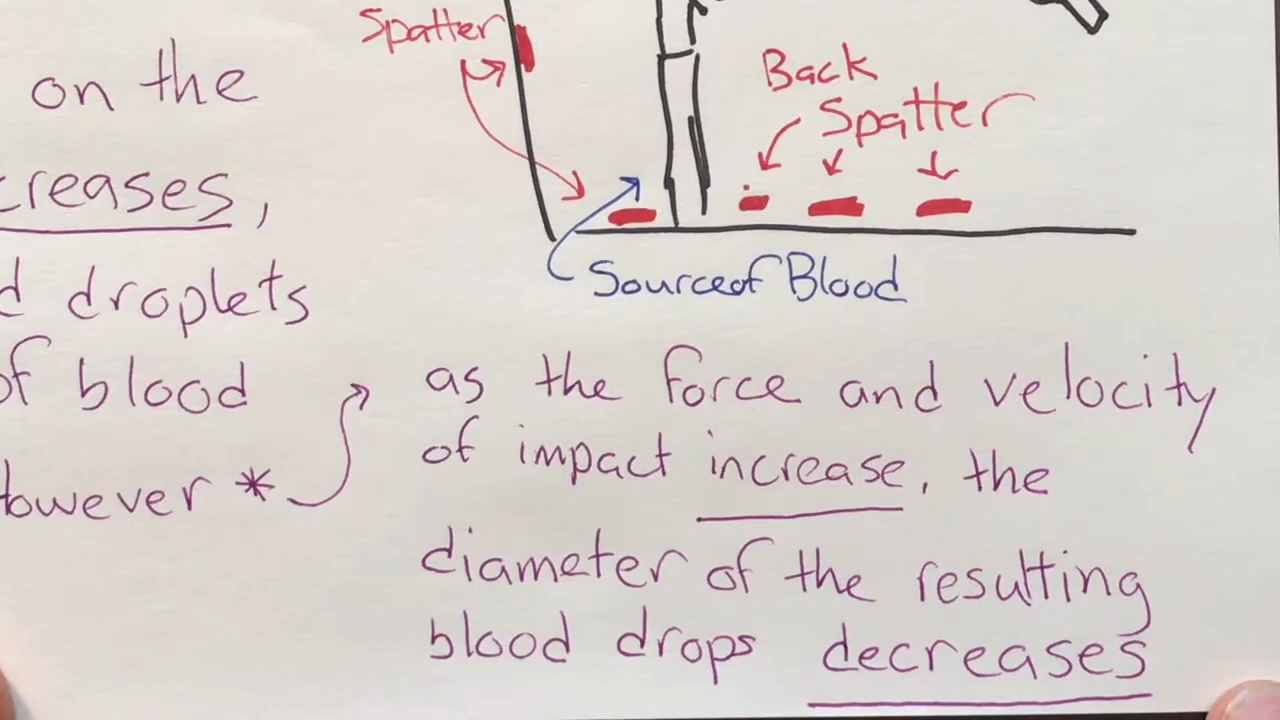 Spatter
Back
Spatter
Source of Blood
on the
creases,
d droplets
of blood
however *
as the force and velocity
of impact increase, the
diameter of the resulting
blood drops decreases